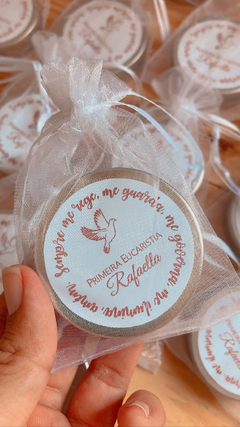 Sempre me rege, me guarda, me governa, me ilumina, amém.
PRIMEIRA EUCARISTIA
Rafaella